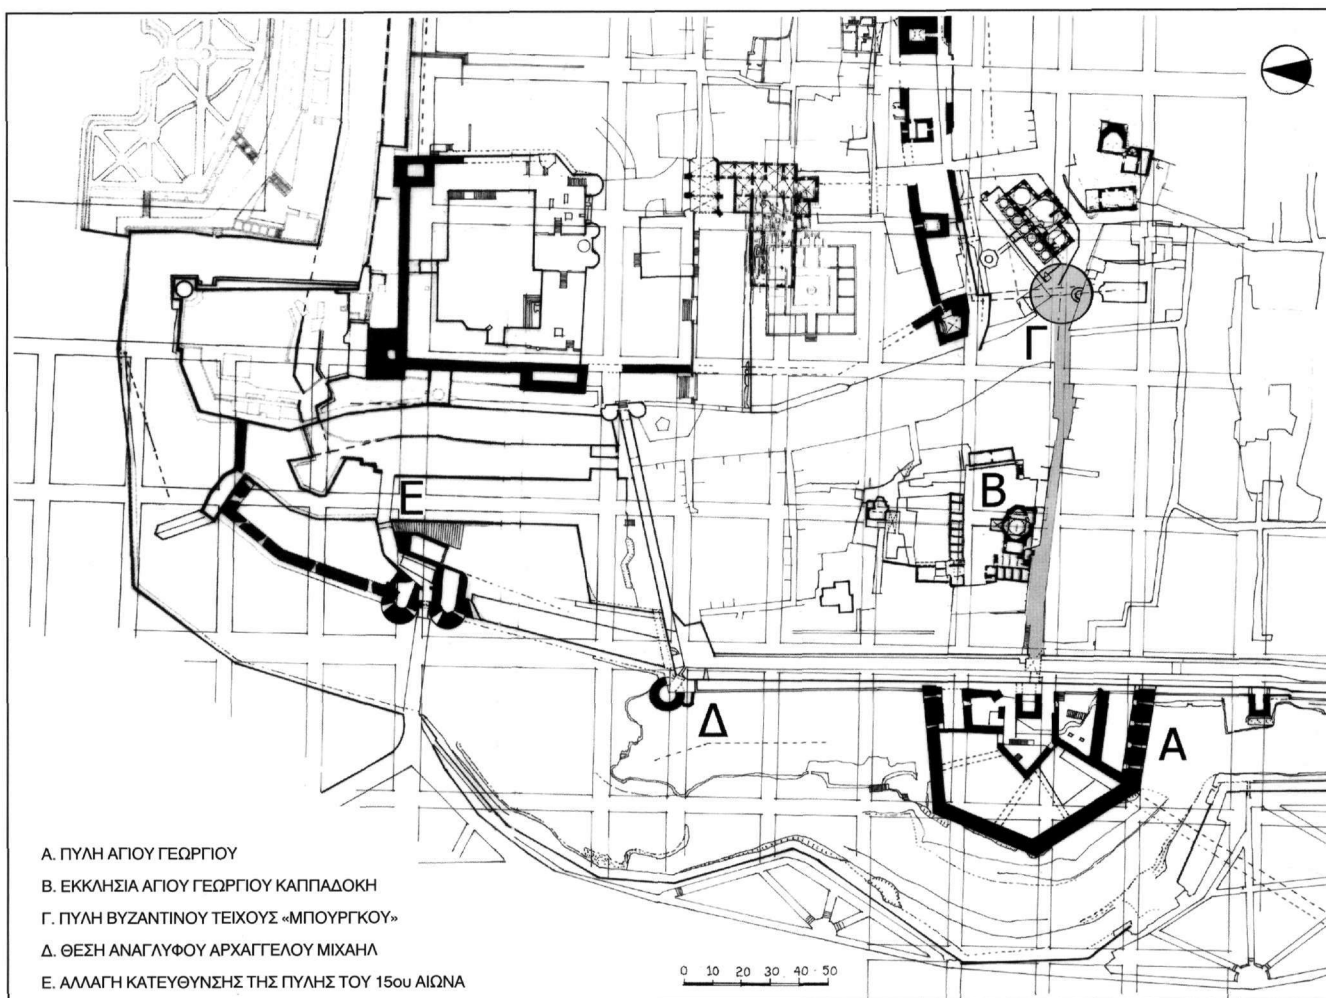 Γ
Β
Ε
Δ
Α
Α. ΠΥΛΗ ΑΓΙΟΥ ΓΕΩΡΓΙΟΥ
Β. ΕΚΚΛΗΣΙΑ ΑΓΙΟΥ ΓΕΩΡΓΙΟΥ ΚΑΠΠΑΔΟΚΗ
Γ. ΠΥΛΗ ΒΥΖΑΝΤΙΝΟΥ ΤΕΙΧΟΥΣ «ΜΠΟΥΡΓΚΟΥ»
Δ. ΘΕΣΗ ΑΝΑΓΛΥΦΟΥ ΑΡΧΑΓΓΕΛΟΥ ΜΙΧΑΗΛ
Ε. ΑΛΛΑΓΗ ΚΑΤΕΥΘΥΝΣΗΣ ΤΗΣ ΠΥΛΗΣ ΤΟΥ 15ου ΑΙΩΝΑ
0 10 20 30 40 50